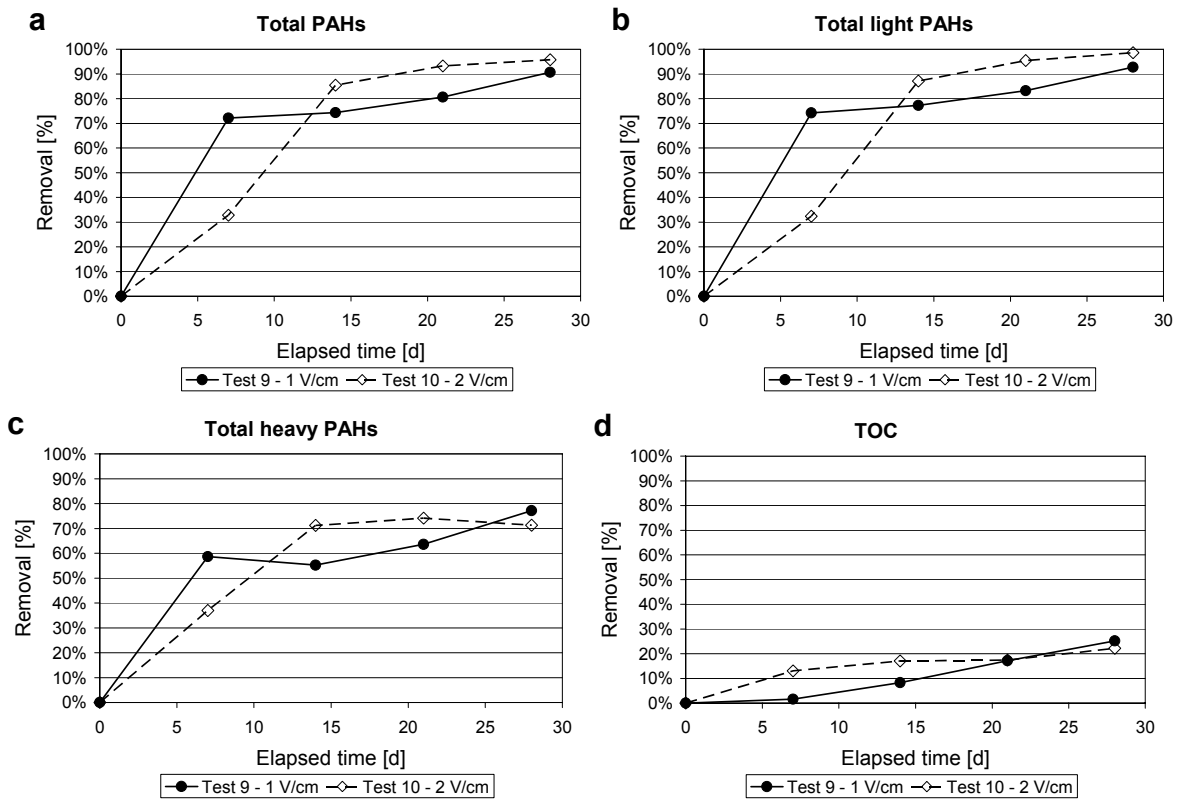 a
Total PAHs
100%
90%
80%
70%
60%
50%
40%
30%
20%
10%
0%
Removal [%]
0 5 10 15 20 25 30
Elapsed time [d]
Test 9 - 1 V/cm Test 10 - 2 V/cm
b
Total light PAHs
100%
90%
80%
70%
60%
50%
40%
30%
20%
10%
0%
Removal [%]
0 5 10 15 20 25 30
Elapsed time [d]
Test 9 - 1 V/cm Test 10 - 2 V/cm
c
Total heavy PAHs
100%
90%
80%
70%
60%
50%
40%
30%
20%
10%
0%
Removal [%]
0 5 10 15 20 25 30
Elapsed time [d]
Test 9 - 1 V/cm Test 10 - 2 V/cm
d
TOC
100%
90%
80%
70%
60%
50%
40%
30%
20%
10%
0%
Removal [%]
0 5 10 15 20 25 30
Elapsed time [d]
Test 9 - 1 V/cm Test 10 - 2 V/cm